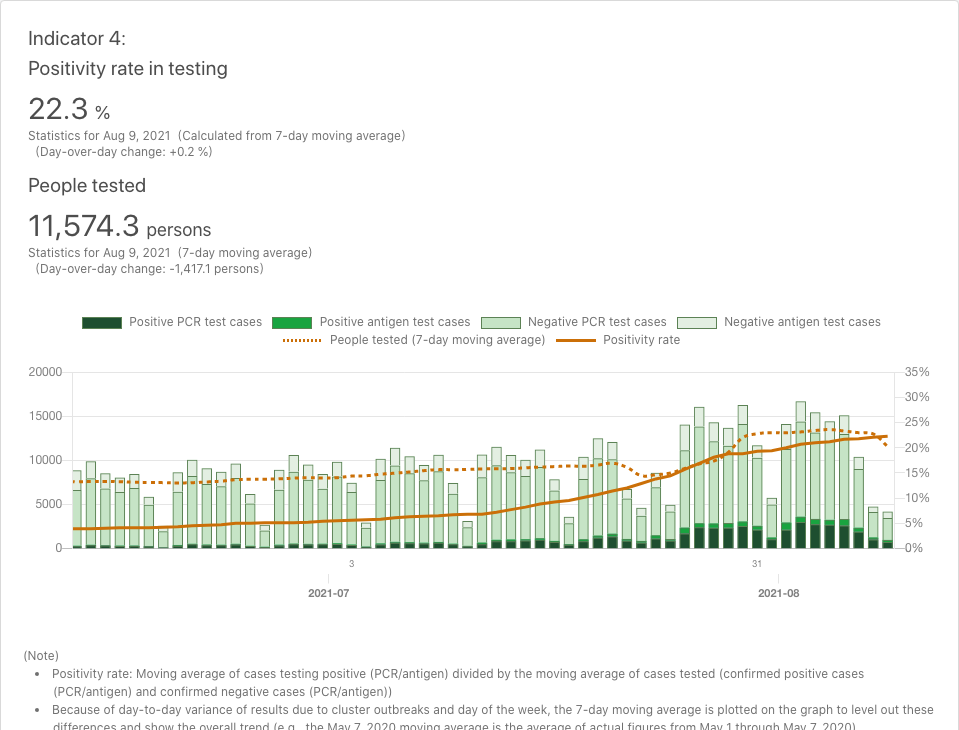 Indicator 4:
Positivity rate in testing
22.3 %
Statistics for Aug 9, 2021 (Calculated from 7-day moving average)
(Day-over-day change: +0.2 %)
People tested
11,574.3 persons
Statistics for Aug 9, 2021 (7-day moving average)
(Day-over-day change: -1,417.1 persons)
Positive PCR test cases Positive antigen test cases Negative PCR test cases Negative antigen test cases
People tested (7-day moving average) Positivity rate
20000 35%
30%
15000
25%
10000 20%
15%
5000 10%
5%
0 0%
3 31
2021-07 2021-08
(Note)
• Positivity rate: Moving average of cases testing positive (PCR/antigen) divided by the moving average of cases tested (confirmed positive cases
(PCR/antigen) and confirmed negative cases (PCR/antigen))
• Because of day-to-day variance of results due to cluster outbreaks and day of the week, the 7-day moving average is plotted on the graph to level out these
differences and show the overall trend (e.g., the May 7, 2020 moving average is the average of actual figures from May 1 through May 7, 2020)